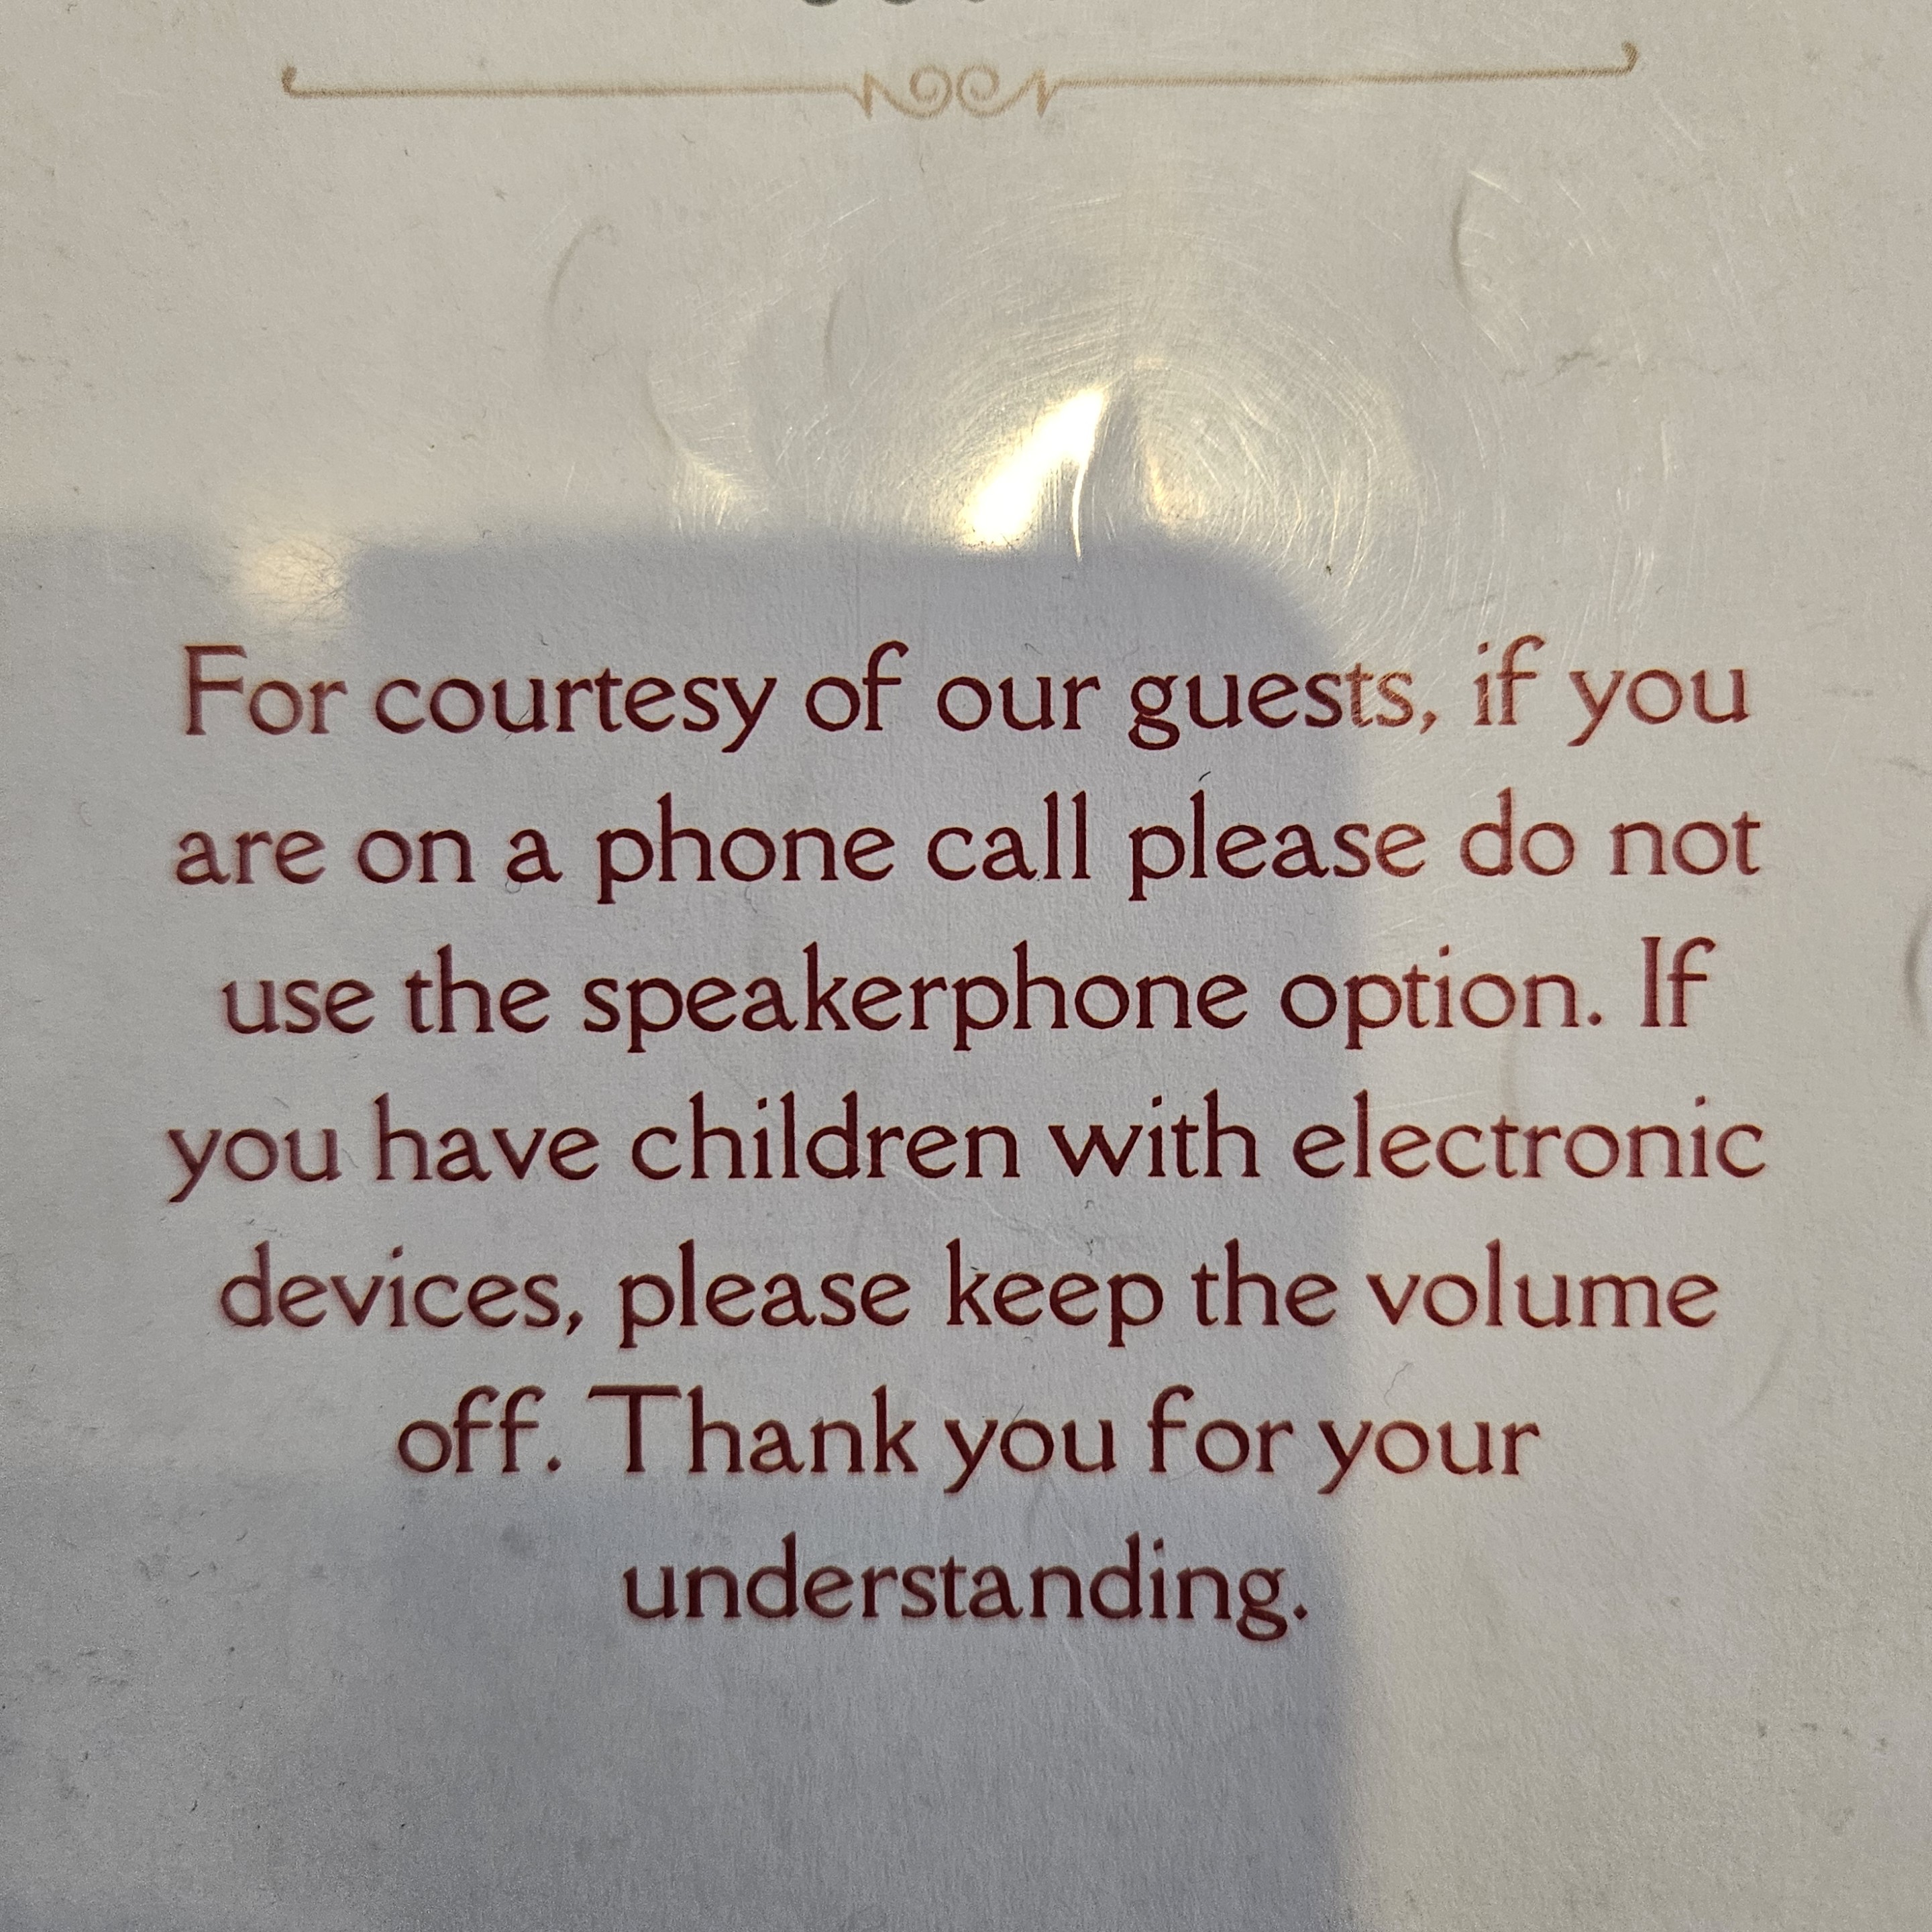 For courtesy of our guests, if you
are on a phone call please do not
use the speakerphone option. If
you have children with electronic
devices, please keep the volume
off. Thank you for your
understanding.